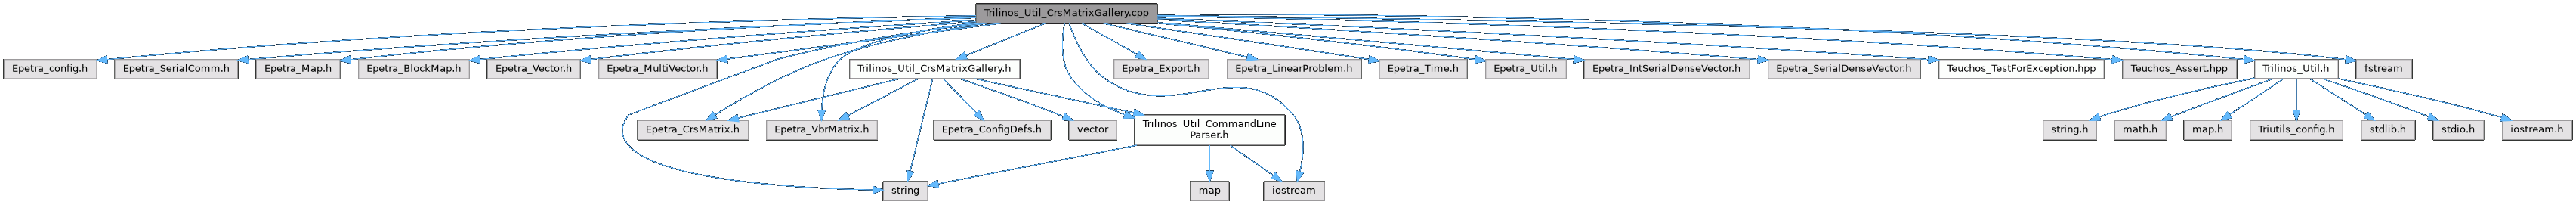 Trilinos_Util_CrsMatrixGallery.cpp
Epetra_config.h
Epetra_SerialComm.h
Epetra_Map.h
Epetra_BlockMap.h
Epetra_Vector.h
Epetra_MultiVector.h
Trilinos_Util_CrsMatrixGallery.h
Epetra_Export.h
Epetra_LinearProblem.h
Epetra_Time.h
Epetra_Util.h
Epetra_IntSerialDenseVector.h
Epetra_SerialDenseVector.h
Teuchos_TestForException.hpp
Teuchos_Assert.hpp
Trilinos_Util.h
fstream
Epetra_CrsMatrix.h
Epetra_VbrMatrix.h
Epetra_ConfigDefs.h
vector
Trilinos_Util_CommandLine
Parser.h
string.h
math.h
map.h
Triutils_config.h
stdlib.h
stdio.h
iostream.h
string
map
iostream